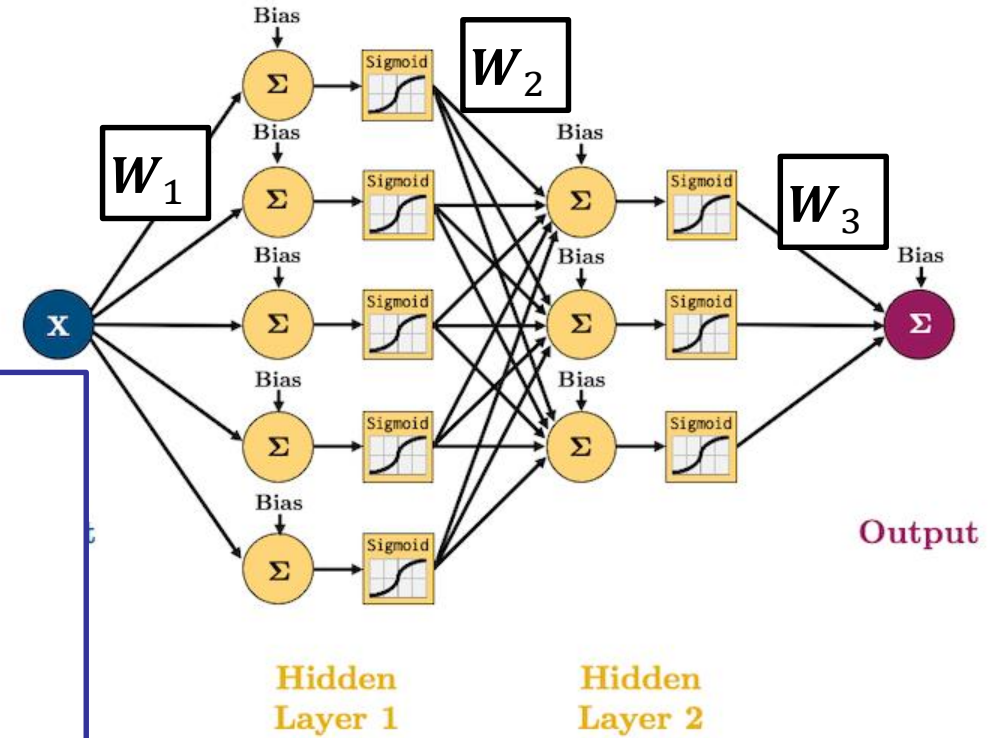 Bias
Σ
Sigmoid
W₂
Bias
Σ
Sigmoid
Bias
Σ
Sigmoid
W₁
W₃
Bias
Σ
Sigmoid
Bias
Σ
Sigmoid
Bias
Σ
X
Bias
Σ
Sigmoid
Bias
Σ
Sigmoid
Bias
Σ
Sigmoid
t
Output
Hidden
Layer 1
Hidden
Layer 2